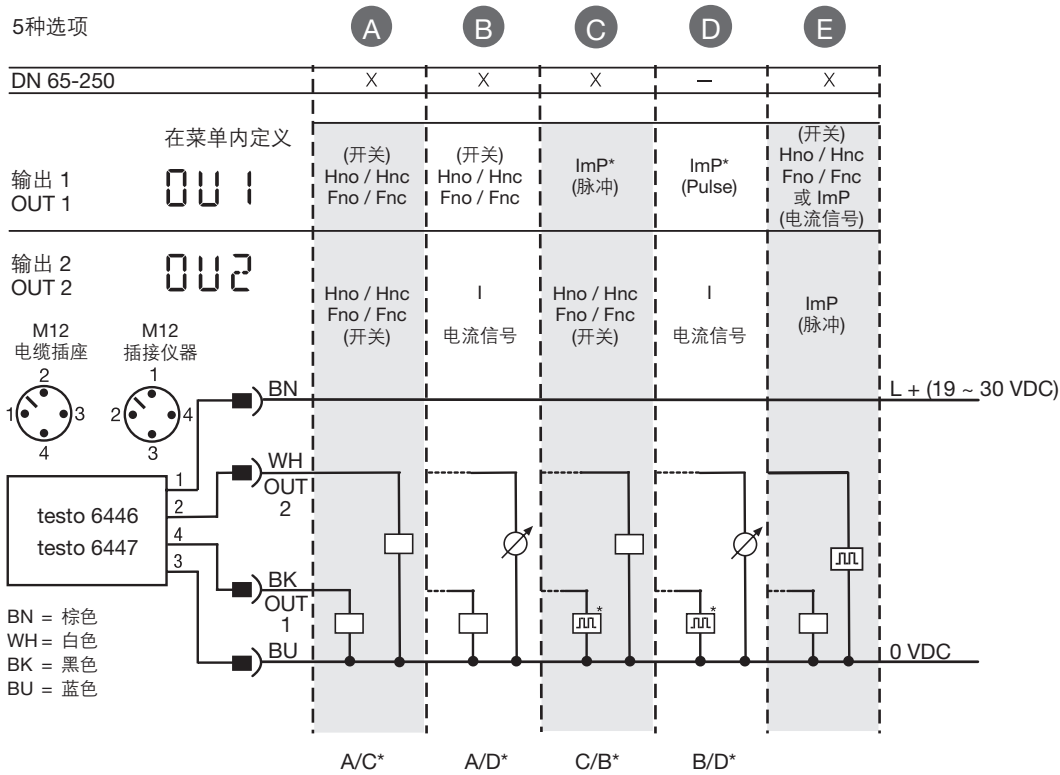 5种选项 A B C D E
DN 65-250 X X X — X
在菜单内定义
输出 1
OUT 1
OU1
(开关)
Hno / Hnc
Fno / Fnc
(开关)
Hno / Hnc
Fno / Fnc
ImP*
(脉冲)
ImP*
(Pulse)
(开关)
Hno / Hnc
Fno / Fnc
或 ImP
(电流信号)
输出 2
OUT 2
OU2
Hno / Hnc
Fno / Fnc
(开关)
I
电流信号
Hno / Hnc
Fno / Fnc
(开关)
I
电流信号
ImP
(脉冲)
M12
电缆插座
2
1 3
4
M12
插接仪器
1
2 4
3
BN
L + (19 ~ 30 VDC)
WH
OUT
2
testo 6446
testo 6447
1
2
4
3
BK
OUT
1
* *
BU
0 VDC
BN = 棕色
WH = 白色
BK = 黑色
BU = 蓝色
A/C* A/D* C/B* B/D*